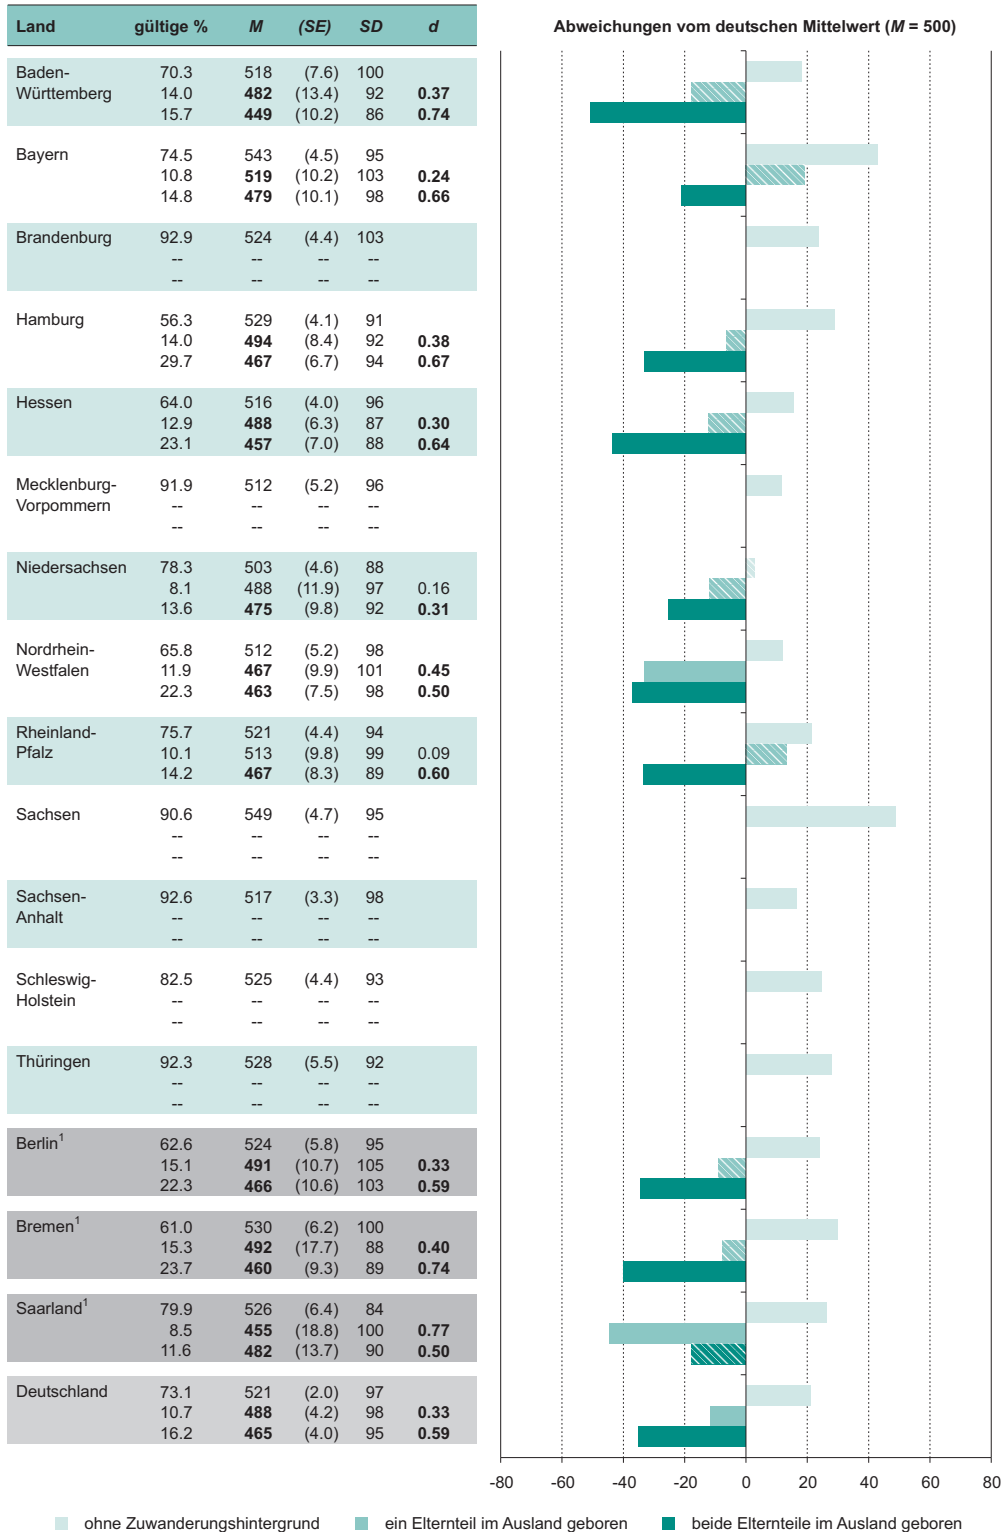 Land gültige % M (SE) SD d Abweichungen vom deutschen Mittelwert (M = 500)
Baden- 70.3 518 (7.6) 100
Württemberg 14.0 482 (13.4) 92 0.37
15.7 449 (10.2) 86 0.74
Bayern 74.5 543 (4.5) 95
10.8 519 (10.2) 103 0.24
14.8 479 (10.1) 98 0.66
Brandenburg 92.9 524 (4.4) 103
-- -- -- --
-- -- -- --
Hamburg 56.3 529 (4.1) 91
14.0 494 (8.4) 92 0.38
29.7 467 (6.7) 94 0.67
Hessen 64.0 516 (4.0) 96
12.9 488 (6.3) 87 0.30
23.1 457 (7.0) 88 0.64
Mecklenburg- 91.9 512 (5.2) 96
Vorpommern -- -- -- --
-- -- -- --
Niedersachsen 78.3 503 (4.6) 88
8.1 488 (11.9) 97 0.16
13.6 475 (9.8) 92 0.31
Nordrhein- 65.8 512 (5.2) 98
Westfalen 11.9 467 (9.9) 101 0.45
22.3 463 (7.5) 98 0.50
Rheinland- 75.7 521 (4.4) 94
Pfalz 10.1 513 (9.8) 99 0.09
14.2 467 (8.3) 89 0.60
Sachsen 90.6 549 (4.7) 95
-- -- -- --
-- -- -- --
Sachsen- 92.6 517 (3.3) 98
Anhalt -- -- -- --
-- -- -- --
Schleswig- 82.5 525 (4.4) 93
Holstein -- -- -- --
-- -- -- --
Thüringen 92.3 528 (5.5) 92
-- -- -- --
-- -- -- --
Berlin¹ 62.6 524 (5.8) 95
15.1 491 (10.7) 105 0.33
22.3 466 (10.6) 103 0.59
Bremen¹ 61.0 530 (6.2) 100
15.3 492 (17.7) 88 0.40
23.7 460 (9.3) 89 0.74
Saarland¹ 79.9 526 (6.4) 84
8.5 455 (18.8) 100 0.77
11.6 482 (13.7) 90 0.50
Deutschland 73.1 521 (2.0) 97
10.7 488 (4.2) 98 0.33
16.2 465 (4.0) 95 0.59
-80 -60 -40 -20 0 20 40 60 80
ohne Zuwanderungshintergrund ein Elternteil im Ausland geboren beide Elternteile im Ausland geboren